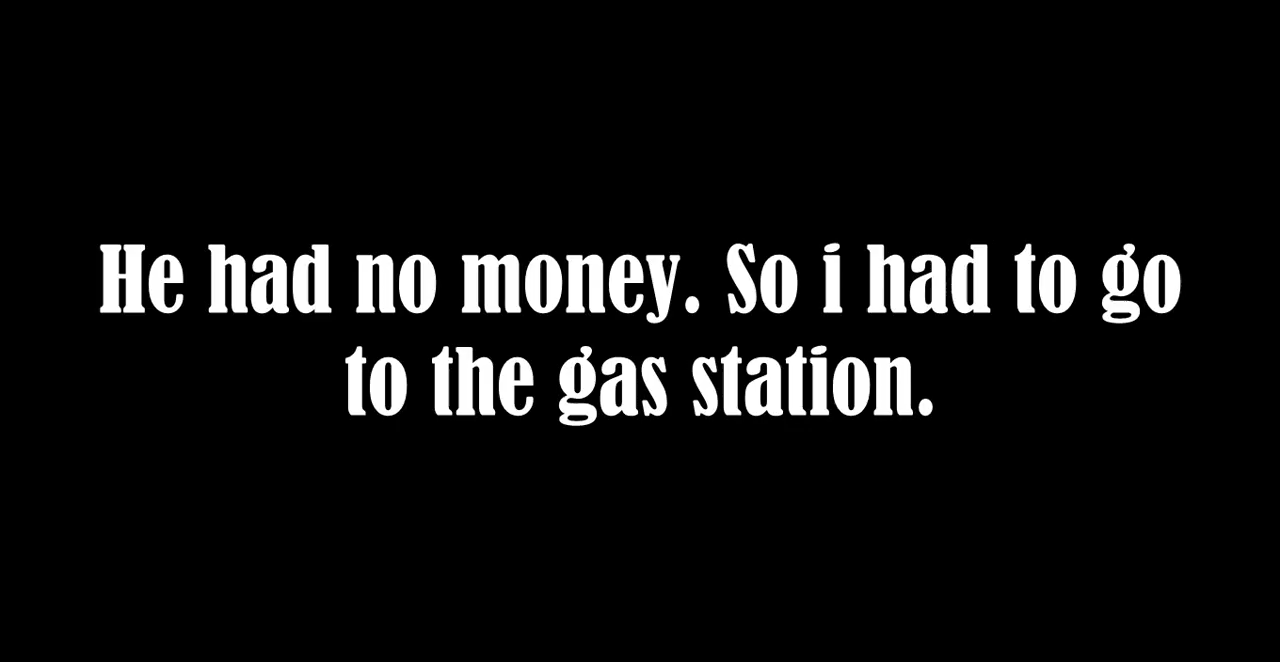 He had no money. So i had to go
to the gas station.